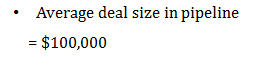 • Average deal size in pipeline
= $100,000